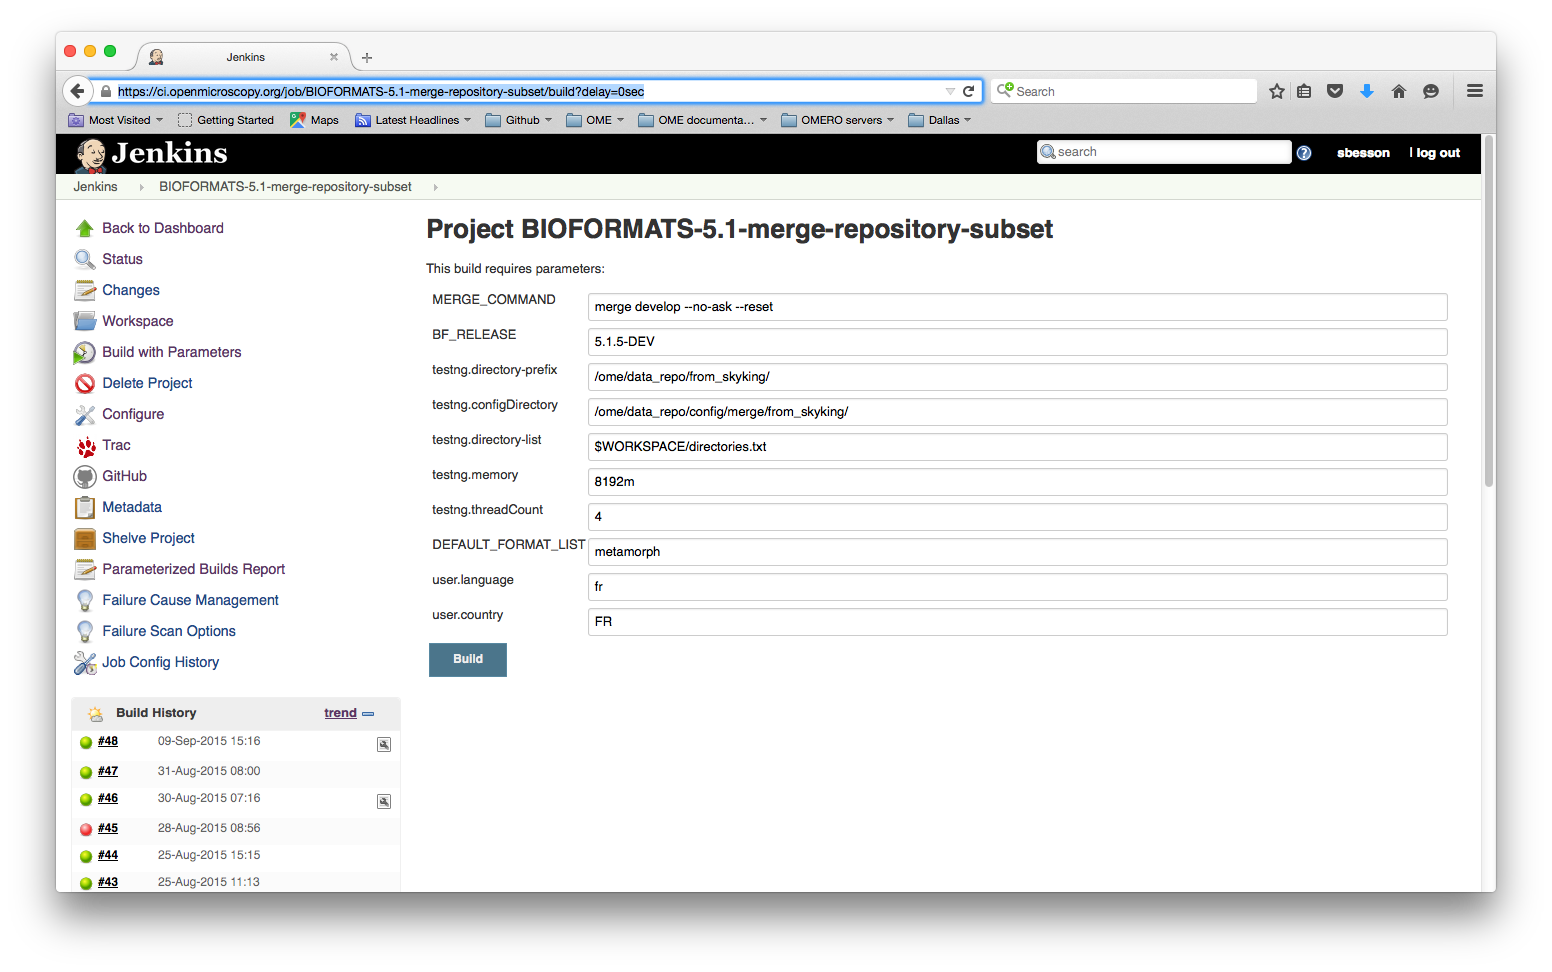 Jenkins
https://ci.openmicroscopy.org/job/BIOFORMATS-5.1-merge-repository-subset/build?delay=0sec
Search
Most Visited Getting Started Maps Latest Headlines Github OME OME documenta... OMERO servers Dallas
Jenkins
search
sbesson | log out
Jenkins BIOFORMATS-5.1-merge-repository-subset
Back to Dashboard
Status
Changes
Workspace
Build with Parameters
Delete Project
Configure
Trac
GitHub
Metadata
Shelve Project
Parameterized Builds Report
Failure Cause Management
Failure Scan Options
Job Config History
Build History trend
#48 09-Sep-2015 15:16
#47 31-Aug-2015 08:00
#46 30-Aug-2015 07:16
#45 28-Aug-2015 08:56
#44 25-Aug-2015 15:15
#43 25-Aug-2015 11:13
Project BIOFORMATS-5.1-merge-repository-subset
This build requires parameters:
MERGE_COMMAND merge develop --no-ask --reset
BF_RELEASE 5.1.5-DEV
testng.directory-prefix /ome/data_repo/from_skyking/
testng.configDirectory /ome/data_repo/config/merge/from_skyking/
testng.directory-list $WORKSPACE/directories.txt
testng.memory 8192m
testng.threadCount 4
DEFAULT_FORMAT_LIST metamorph
user.language fr
user.country FR
Build